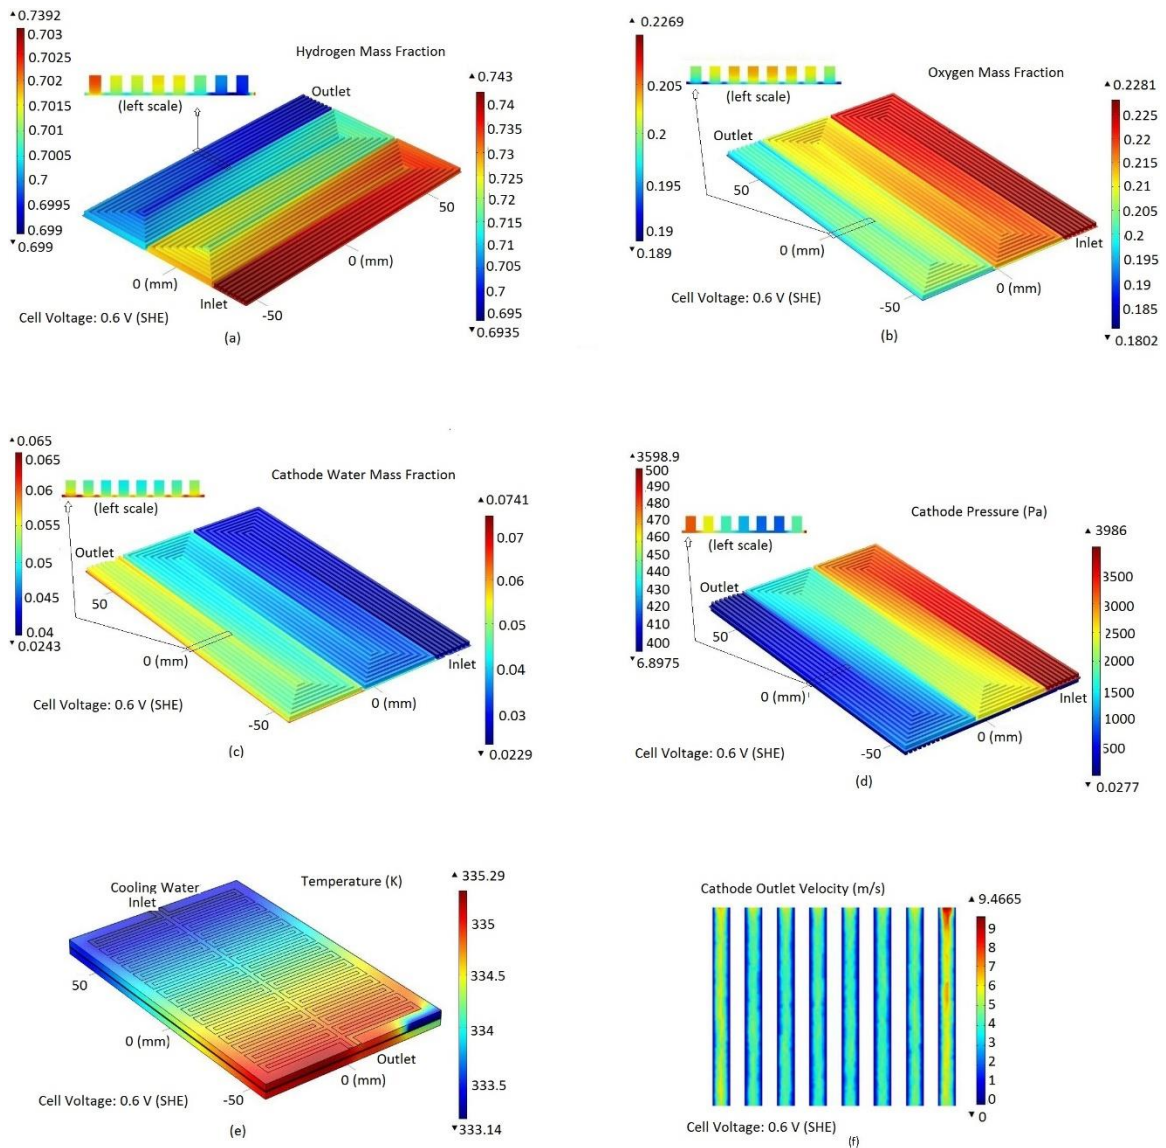 ▲ 0.7392
0.703
0.7025
0.702
0.7015
0.701
0.7005
0.7
0.6995
0.699
▼ 0.699
Hydrogen Mass Fraction
(left scale)
Outlet
▲ 0.743
0.74
0.735
0.73
0.725
0.72
0.715
0.71
0.705
0.7
0.695
▼ 0.6935
50
0 (mm)
0 (mm)
Inlet
-50
Cell Voltage: 0.6 V (SHE)
(a)
▲ 0.2269
0.205
0.2
0.195
0.19
▼ 0.189
Oxygen Mass Fraction
(left scale)
Outlet
▲ 0.2281
0.225
0.22
0.215
0.21
0.205
0.2
0.195
0.19
0.185
▼ 0.1802
50
0 (mm)
Inlet
0 (mm)
-50
Cell Voltage: 0.6 V (SHE)
(b)
▲ 0.065
0.065
0.06
0.055
0.05
0.045
0.04
▼ 0.0243
Cathode Water Mass Fraction
(left scale)
Outlet
▲ 0.0741
0.07
0.06
0.05
0.04
0.03
▼ 0.0229
50
0 (mm)
Inlet
0 (mm)
-50
Cell Voltage: 0.6 V (SHE)
(c)
▲ 3598.9
500
490
480
470
460
450
440
430
420
410
400
▼ 6.8975
Cathode Pressure (Pa)
(left scale)
Outlet
▲ 3986
3500
3000
2500
2000
1500
1000
500
▼ 0.0277
50
0 (mm)
Inlet
0 (mm)
-50
Cell Voltage: 0.6 V (SHE)
(d)
Cooling Water
Inlet
Temperature (K)
▲ 335.29
335
334.5
334
333.5
▼ 333.14
50
0 (mm)
Outlet
0 (mm)
-50
Cell Voltage: 0.6 V (SHE)
(e)
Cathode Outlet Velocity (m/s)
▲ 9.4665
9
8
7
6
5
4
3
2
1
0
▼ 0
Cell Voltage: 0.6 V (SHE)
(f)